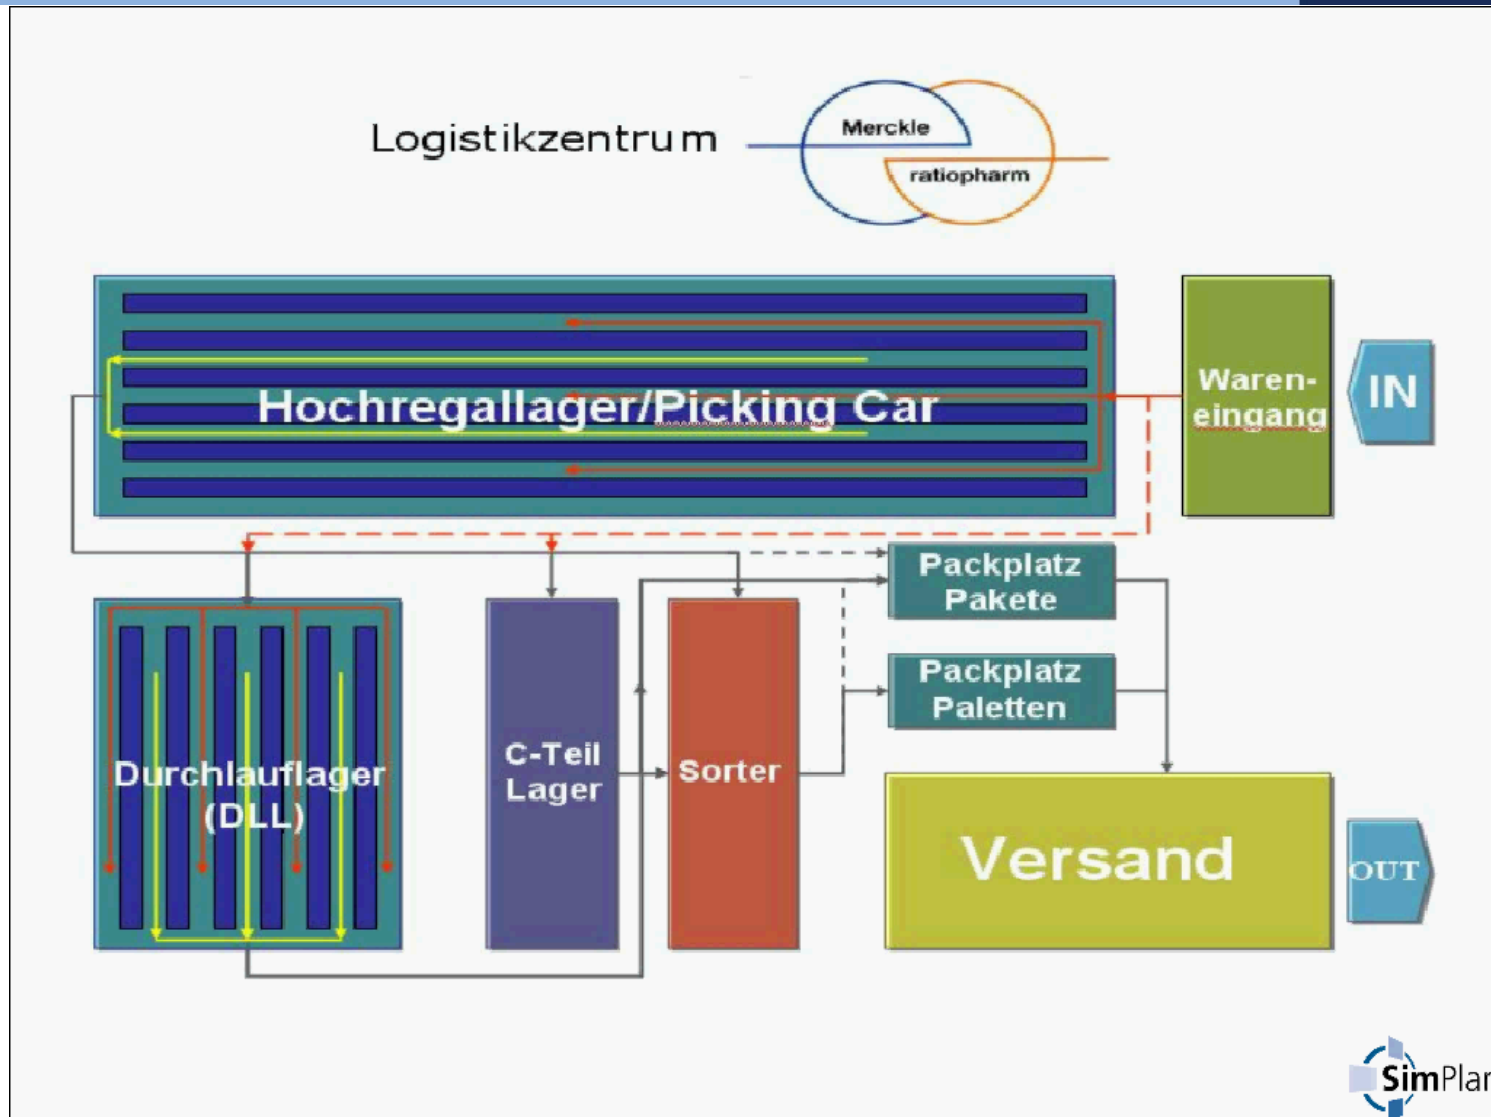 Logistikzentrum
Merckle
ratiopharm
Hochregallager/Picking Car
Waren-
eingang
IN
Packplatz
Pakete
Packplatz
Paletten
Durchlauflager
(DLL)
C-Teil
Lager
Sorter
Versand
OUT
SimPlan